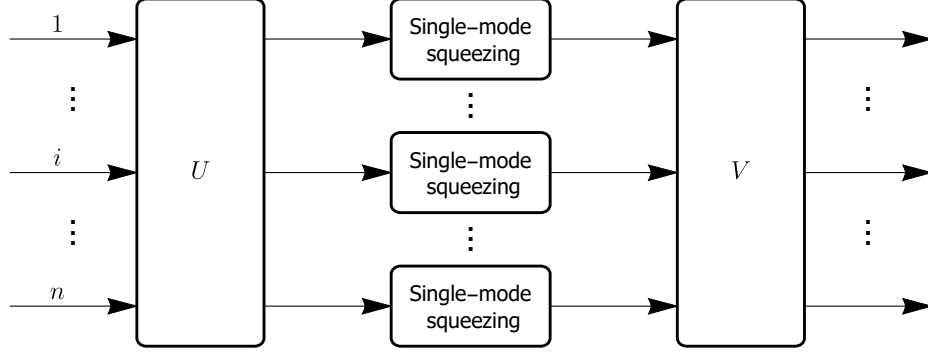 1
Single−mode
squeezing
⋮ ⋮ ⋮
i
U
Single−mode
squeezing
V
⋮ ⋮ ⋮
n
Single−mode
squeezing